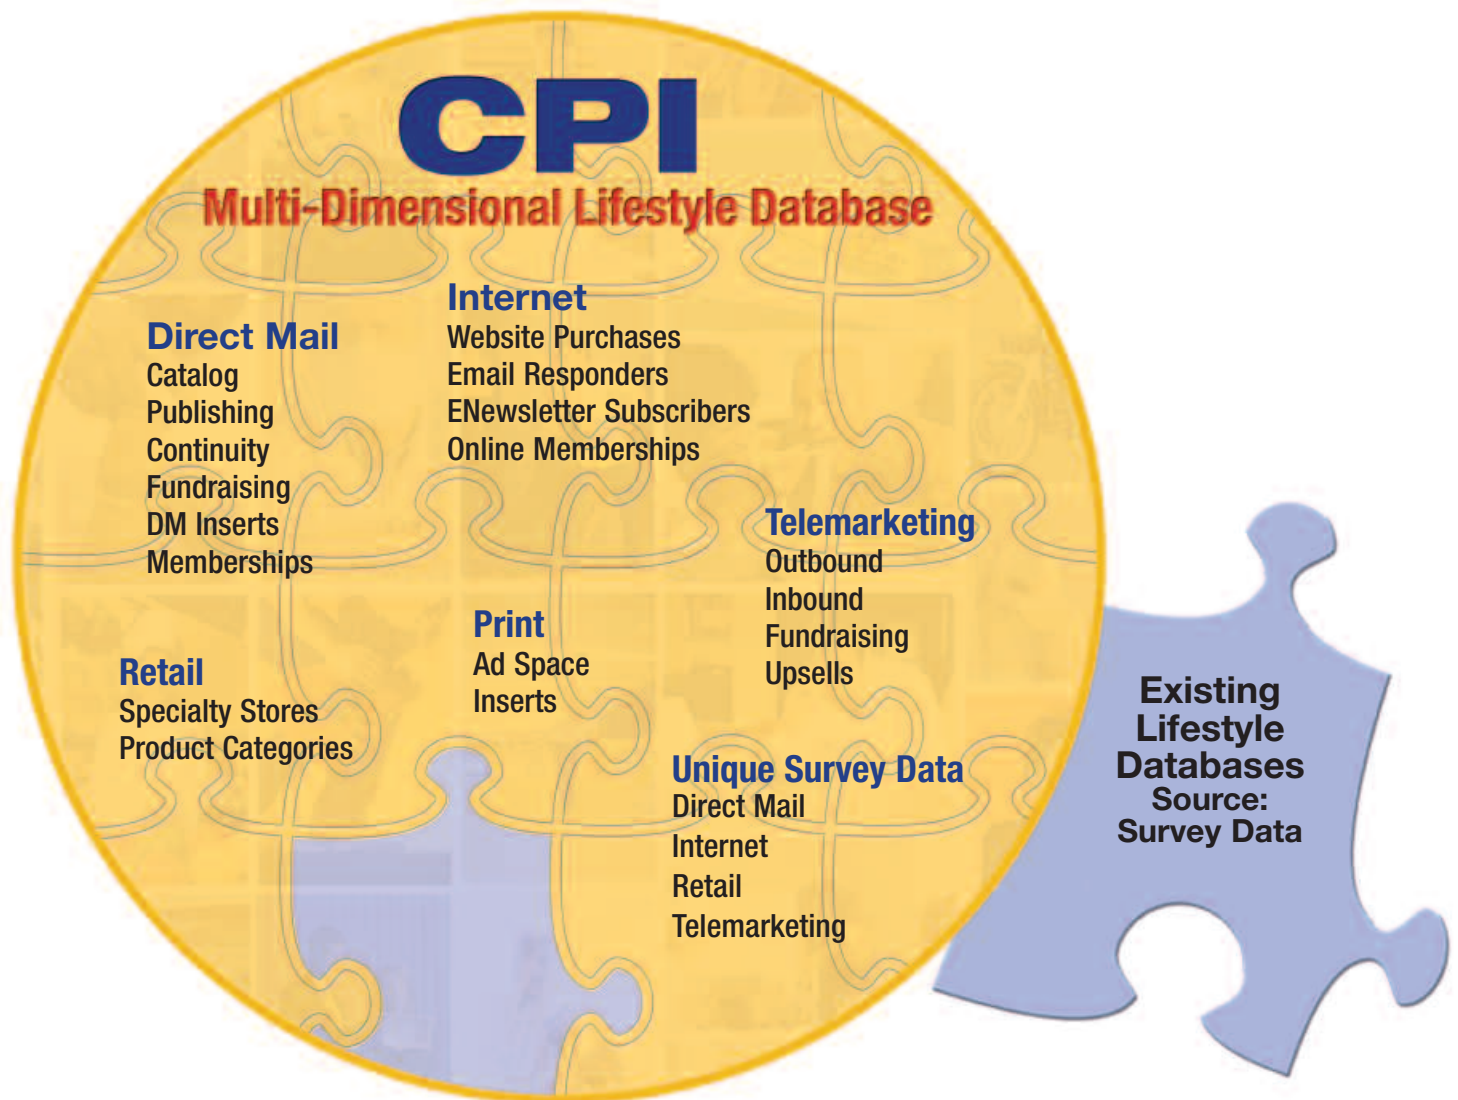 CPI
Multi-Dimensional Lifestyle Database
Direct Mail
Catalog
Publishing
Continuity
Fundraising
DM Inserts
Memberships
Internet
Website Purchases
Email Responders
ENewsletter Subscribers
Online Memberships
Telemarketing
Outbound
Inbound
Fundraising
Upsells
Print
Ad Space
Inserts
Retail
Specialty Stores
Product Categories
Unique Survey Data
Direct Mail
Internet
Retail
Telemarketing
Existing
Lifestyle
Databases
Source:
Survey Data